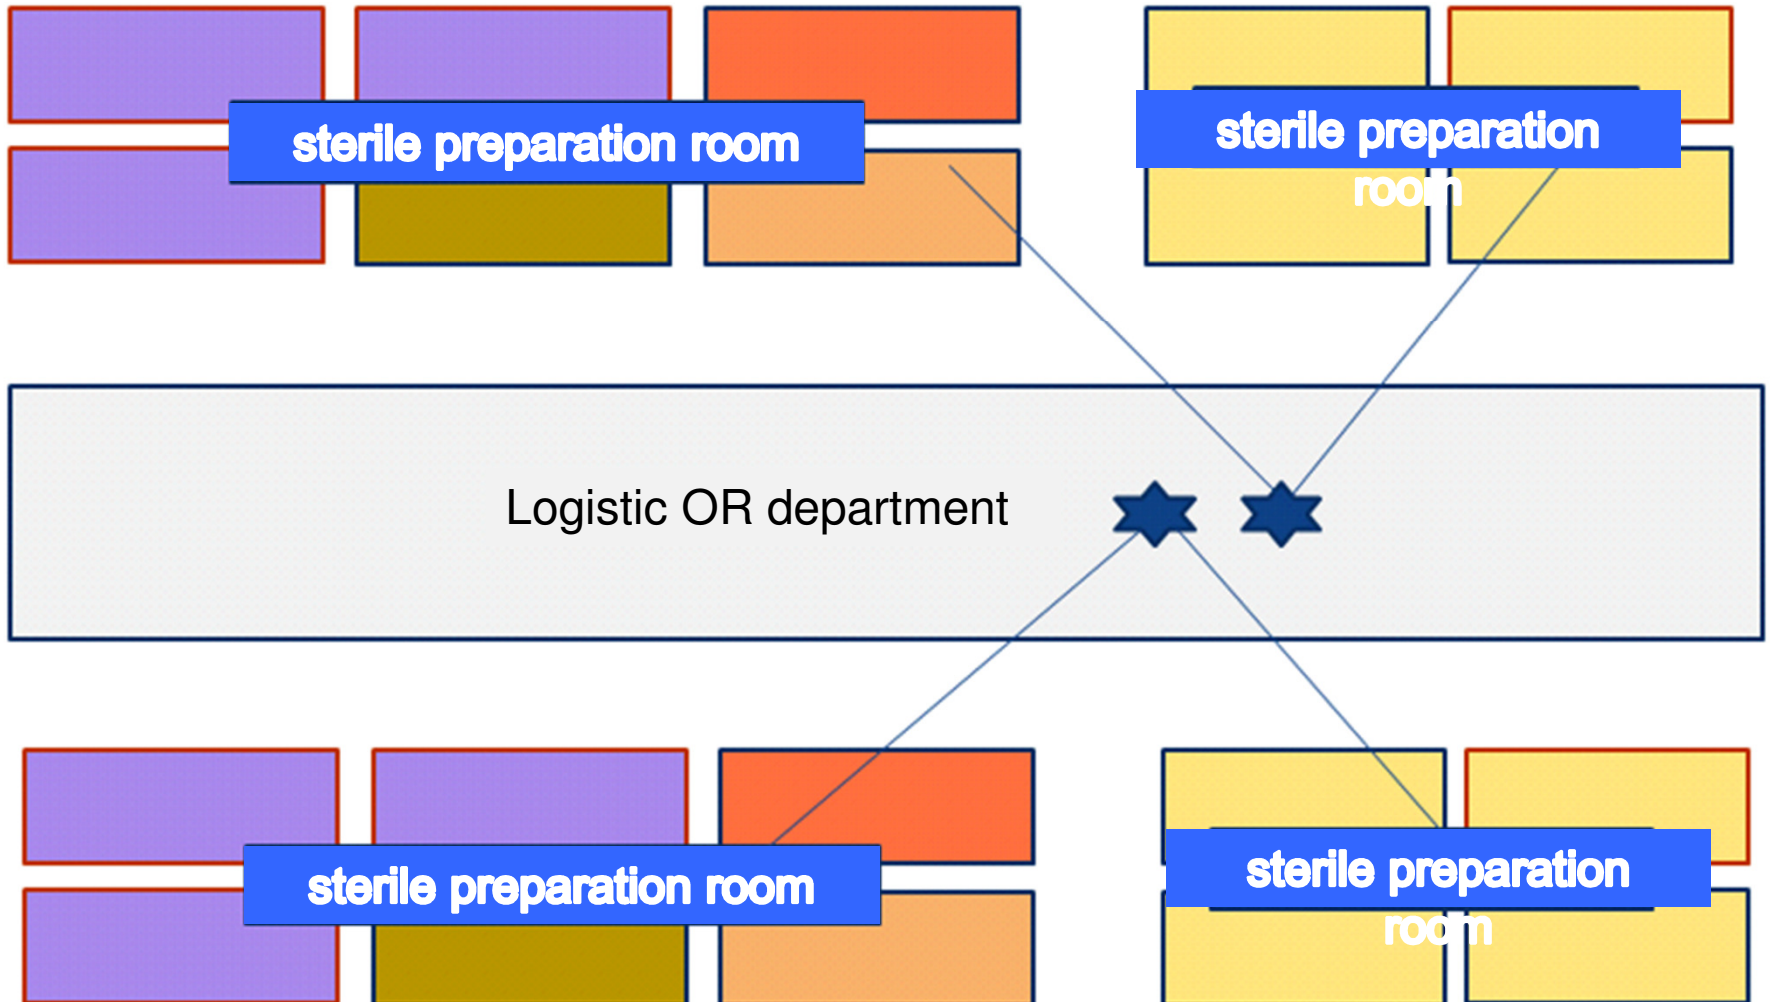 sterile preparation room
sterile preparation
room
Logistic OR department
sterile preparation room
sterile preparation
room